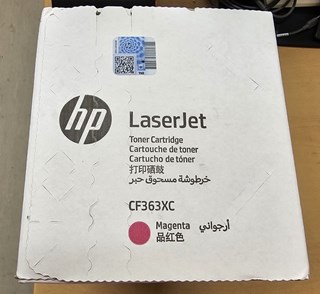 hp
LaserJet
Toner Cartridge
Cartouche de toner
Cartucho de tóner
打印硒鼓
خرطوشة مسحوق حبر
CF363XC
Magenta أرجواني
品红色